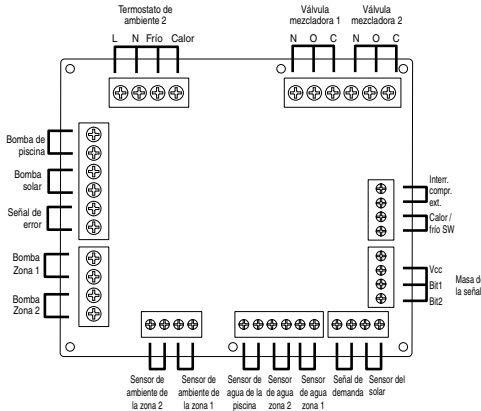 Termostato de
ambiente 2
L N Frío Calor
Válvula
mezcladora 1
N O C
Válvula
mezcladora 2
N O C
Bomba de
piscina
Bomba
solar
Señal de
error
Bomba
Zona 1
Bomba
Zona 2
Interr.
compr.
ext.
Calor /
frío SW
Vcc
Bit1
Bit2
Masa de
la señal
Sensor de
ambiente de
la zona 2
Sensor de
ambiente de
la zona 1
Sensor de
agua de la
piscina
Sensor
de agua
zona 2
Sensor
de agua
zona 1
Señal de
demanda
Sensor del
solar